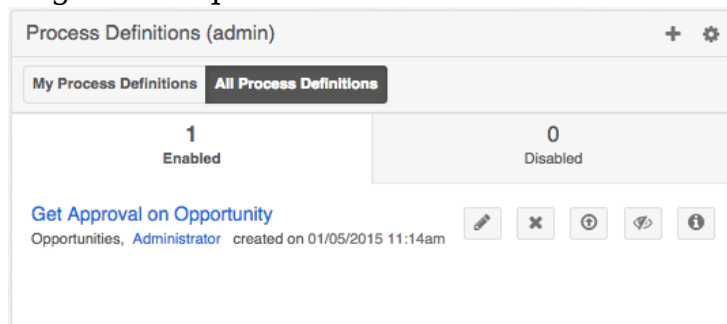 Process Definitions (admin)
My Process Definitions All Process Definitions
1 0
Enabled Disabled
Get Approval on Opportunity
Opportunities, Administrator created on 01/05/2015 11:14am